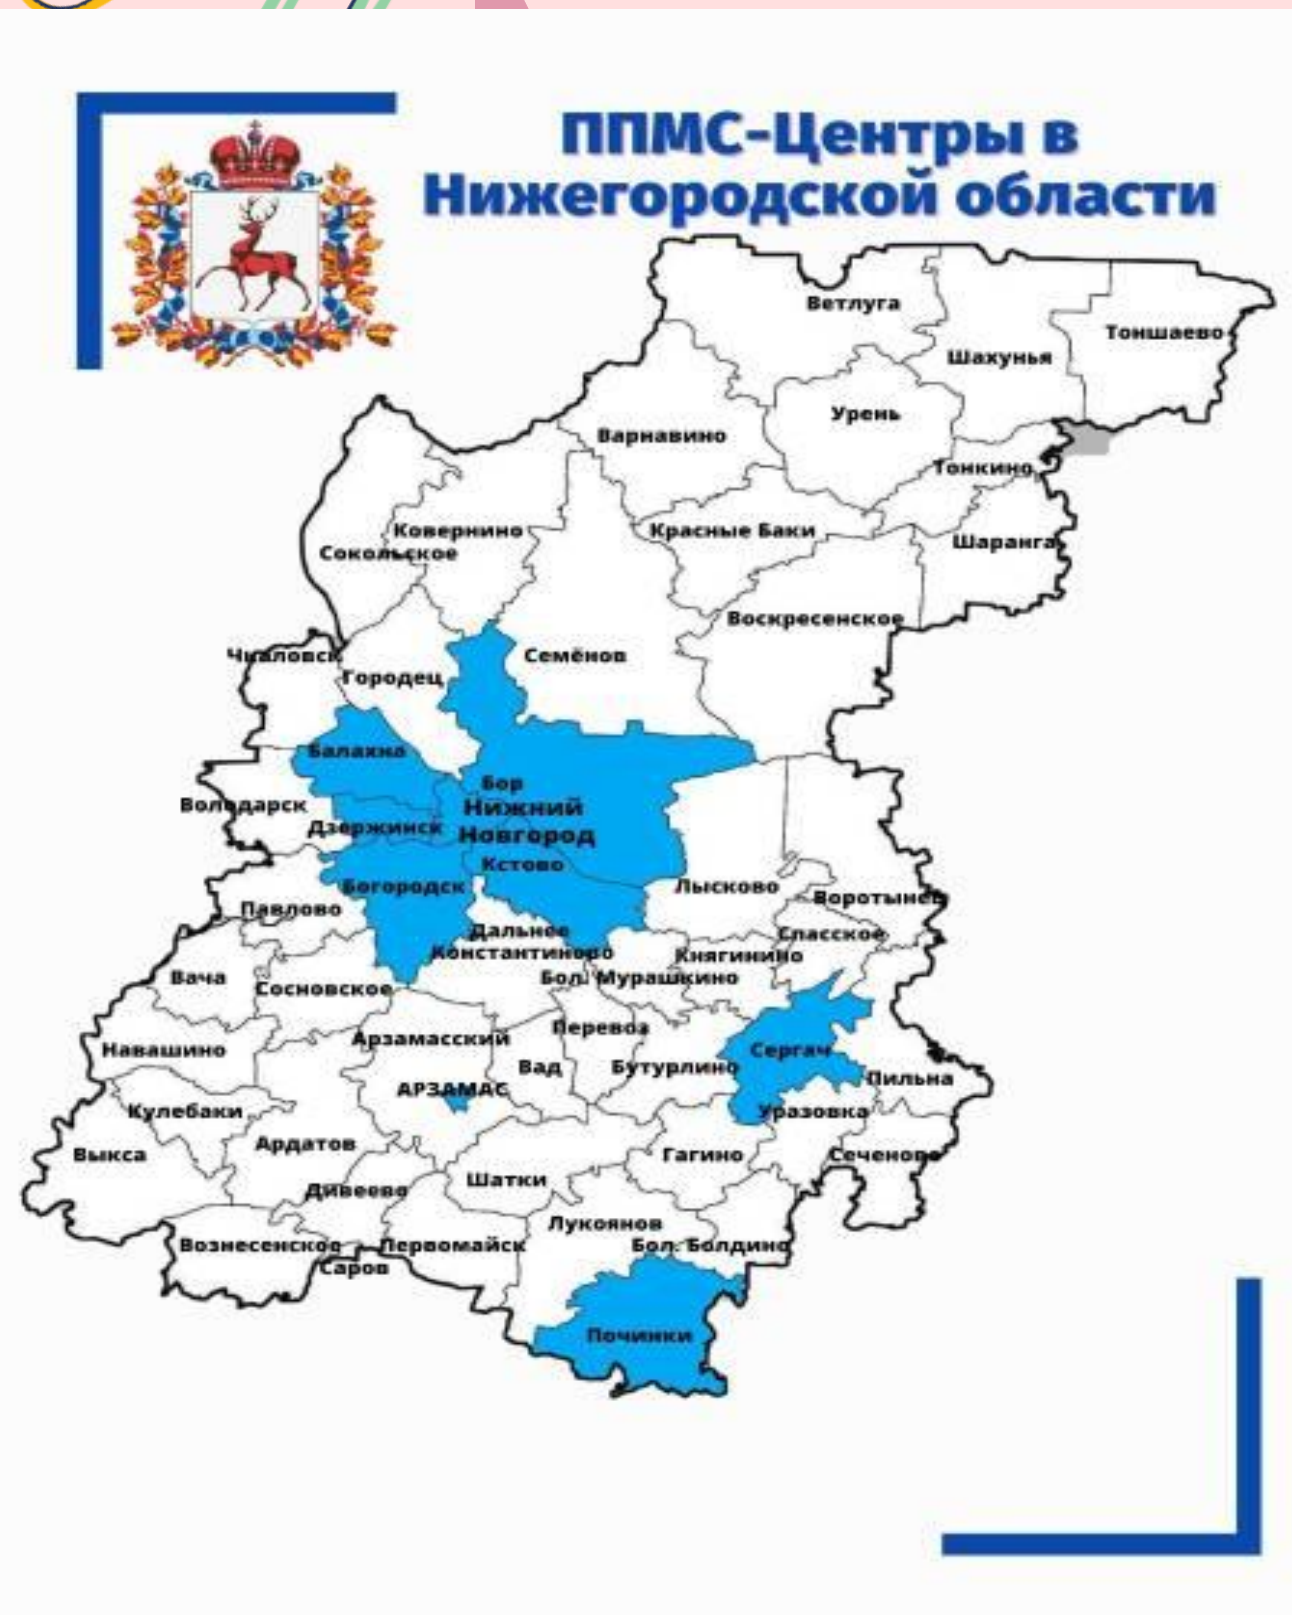 ППМС-Центры в
Нижегородской области
Ветлуга
Тоншаево
Шахунья
Урень
Варнавино
Тонкино
Ковернино
Красные Баки
Шаранга
Сокольское
Воскресенское
Чкаловск
Семёнов
Городец
Балахна
Бор
Володарск
Нижний
Новгород
Дзержинск
Кстово
Богородск
Лысково
Воротынец
Павлово
Дальнее
Константиново
Спасское
Княгинино
Вача
Бол. Мурашкино
Сосновское
Перевоз
Арзамасский
Навашино
Сергач
Вад
Бутурлино
Пильна
АРЗАМАС
Кулебаки
Уразовка
Ардатов
Выкса
Гагино
Сеченово
Шатки
Дивеево
Лукоянов
Вознесенское
Первомайск
Бол. Болдино
Саров
Починки